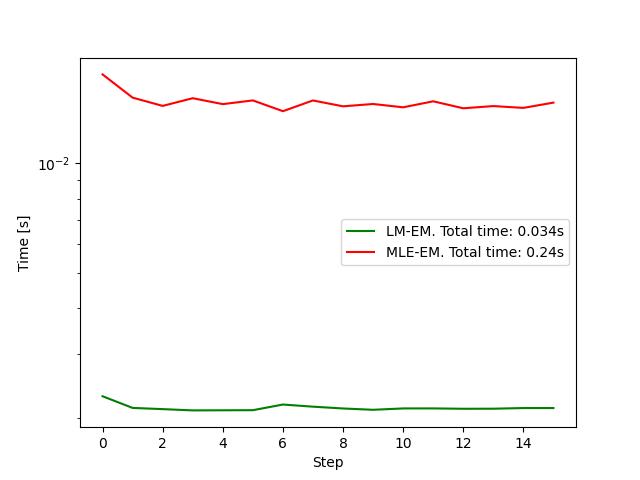 10⁻²
Time [s]
LM-EM. Total time: 0.034s
MLE-EM. Total time: 0.24s
0 2 4 6 8 10 12 14
Step